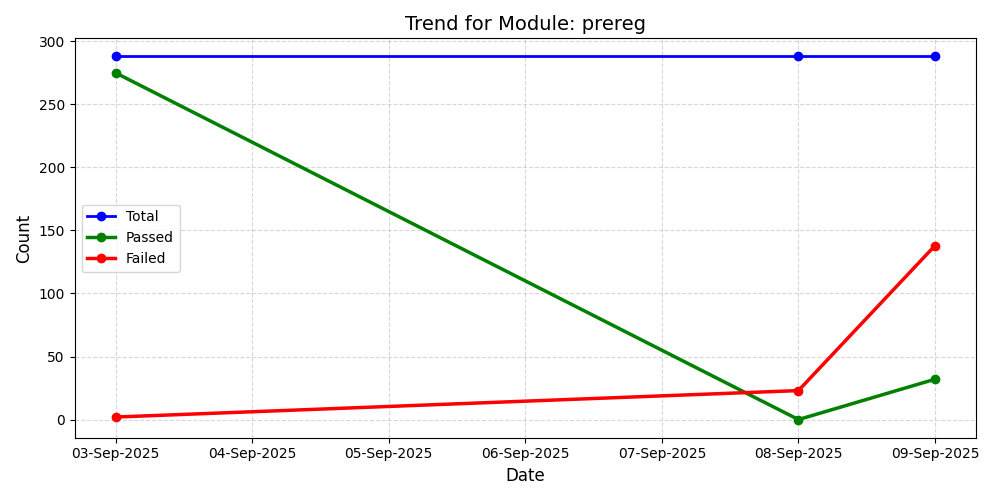 Trend for Module: prereg
Count
300
250
200
150
100
50
0
Total
Passed
Failed
03-Sep-2025
04-Sep-2025
05-Sep-2025
06-Sep-2025
07-Sep-2025
08-Sep-2025
09-Sep-2025
Date